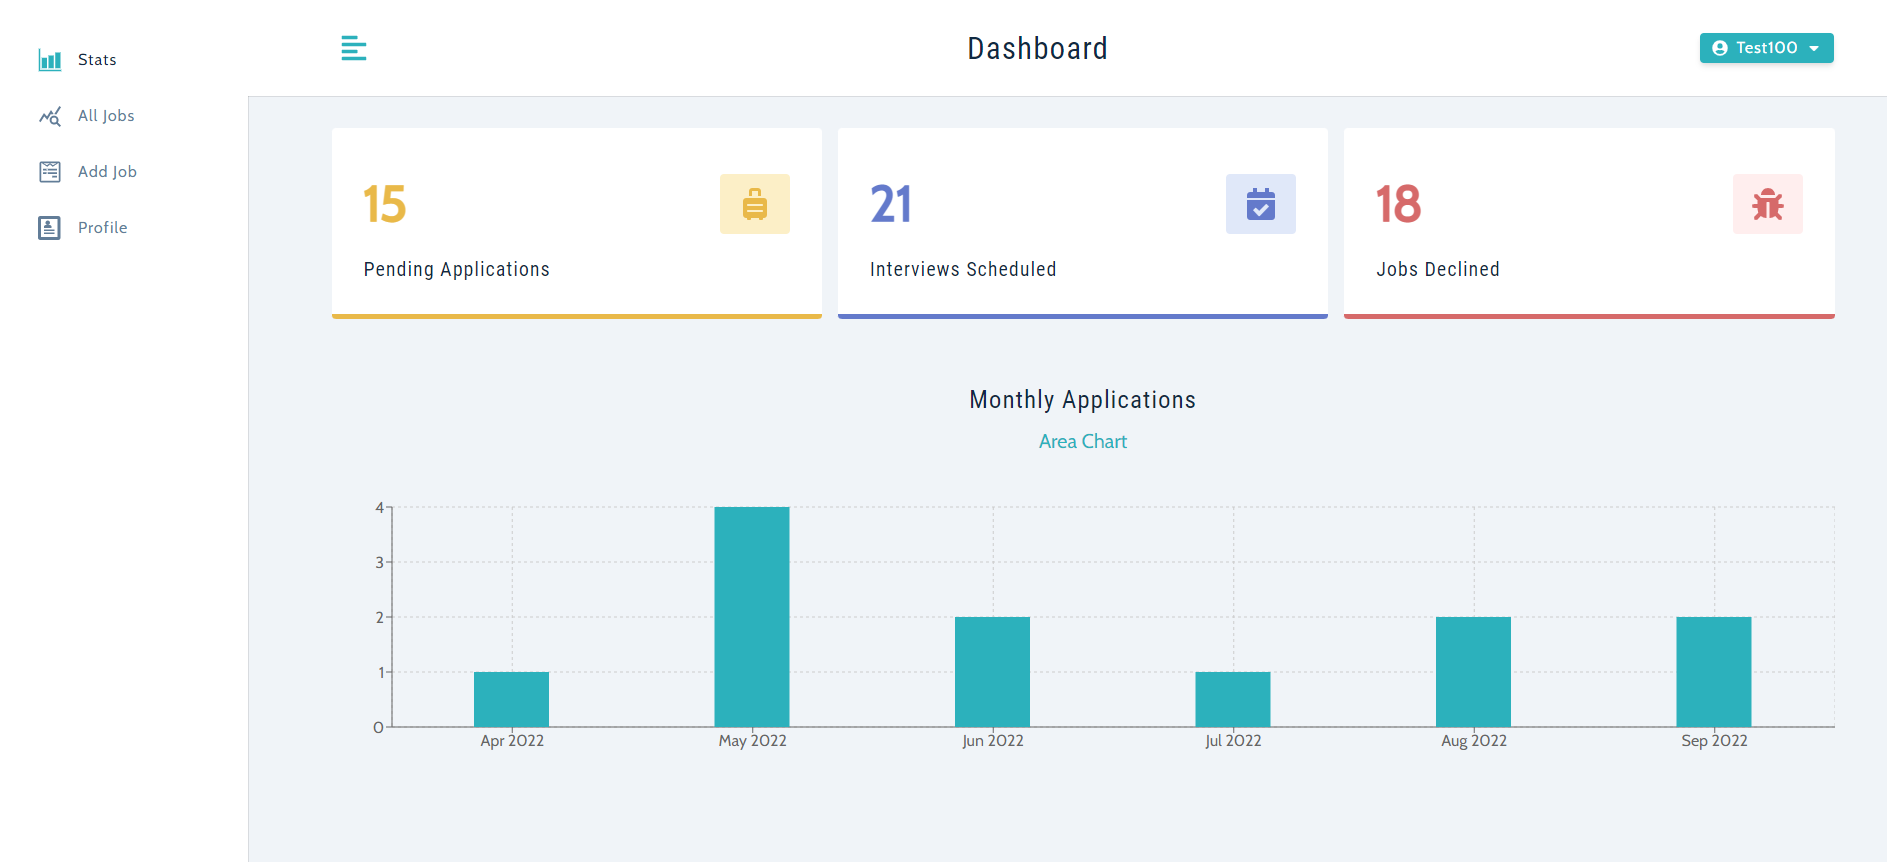 Stats
All Jobs
Add Job
Profile
Dashboard
Test100
15
Pending Applications
21
Interviews Scheduled
18
Jobs Declined
Monthly Applications
Area Chart
4
3
2
1
0
Apr 2022
May 2022
Jun 2022
Jul 2022
Aug 2022
Sep 2022